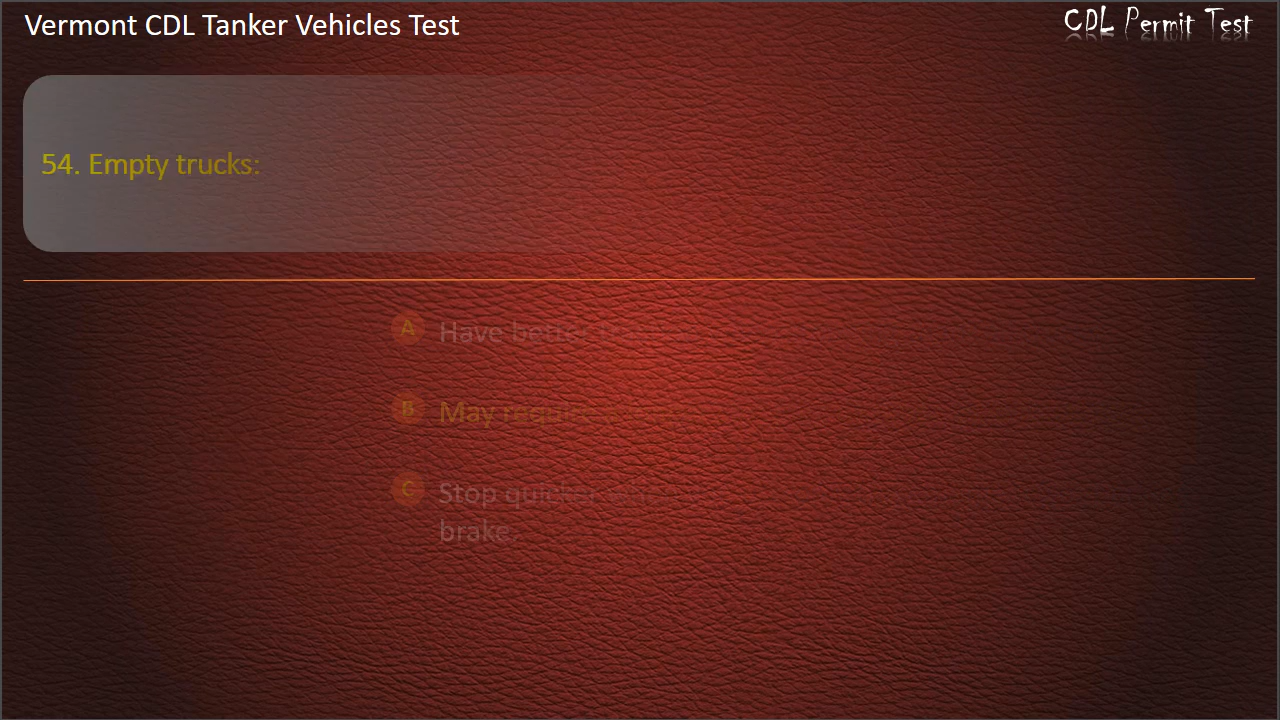 Vermont CDL Tanker Vehicles Test
CDL Permit Test
54. Empty trucks:
A Have better
B May require
C Stop quicker
brake.